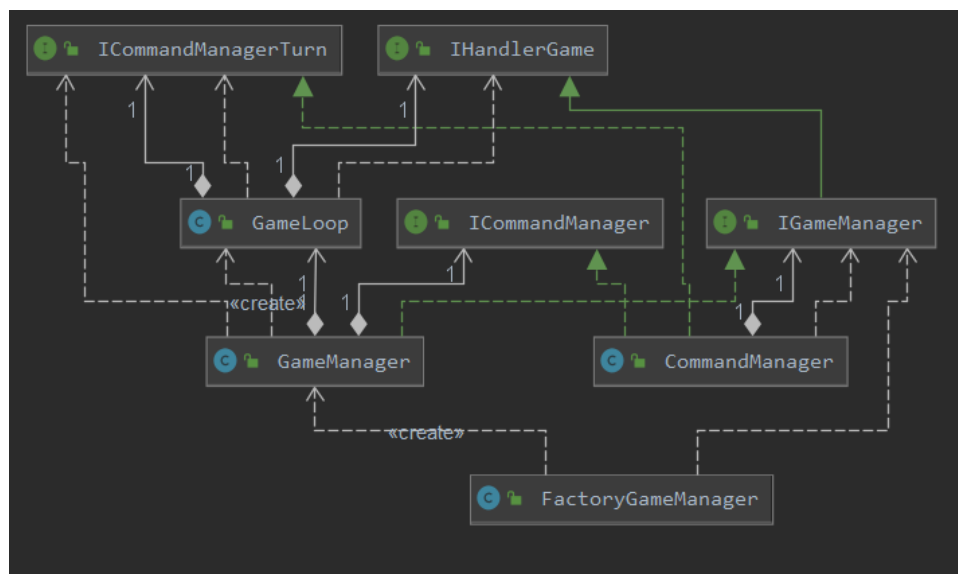 ICommandManagerTurn
IHandlerGame
1
1
1
1
GameLoop
ICommandManager
IGameManager
«create»
1
1
1
1
1
GameManager
CommandManager
«create»
FactoryGameManager